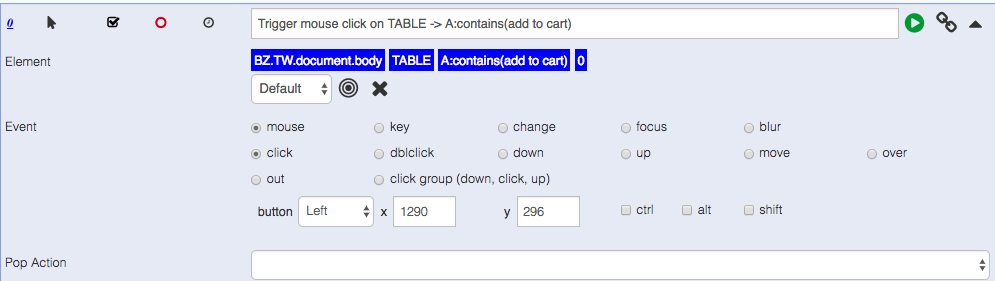 0 Trigger mouse click on TABLE -> A:contains(add to cart)
Element BZ.TW.document.body TABLE A:contains(add to cart) 0
Default
Event mouse key change focus blur
click dblclick down up move over
out click group (down, click, up)
button Left x 1290 y 296 ctrl alt shift
Pop Action